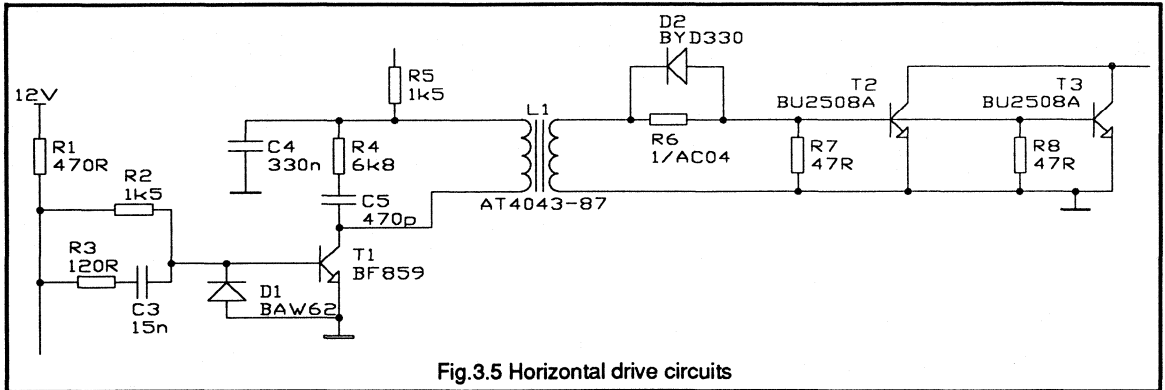 D2
BYD330
R5
1k5
T2
BU2508A
T3
BU2508A
12V
L1
R1
470R
C4
330n
R4
6k8
R6
1/AC04
R7
47R
R8
47R
R2
1k5
C5
470p
AT4043-87
R3
120R
T1
BF859
C3
15n
D1
BAW62
Fig.3.5 Horizontal drive circuits